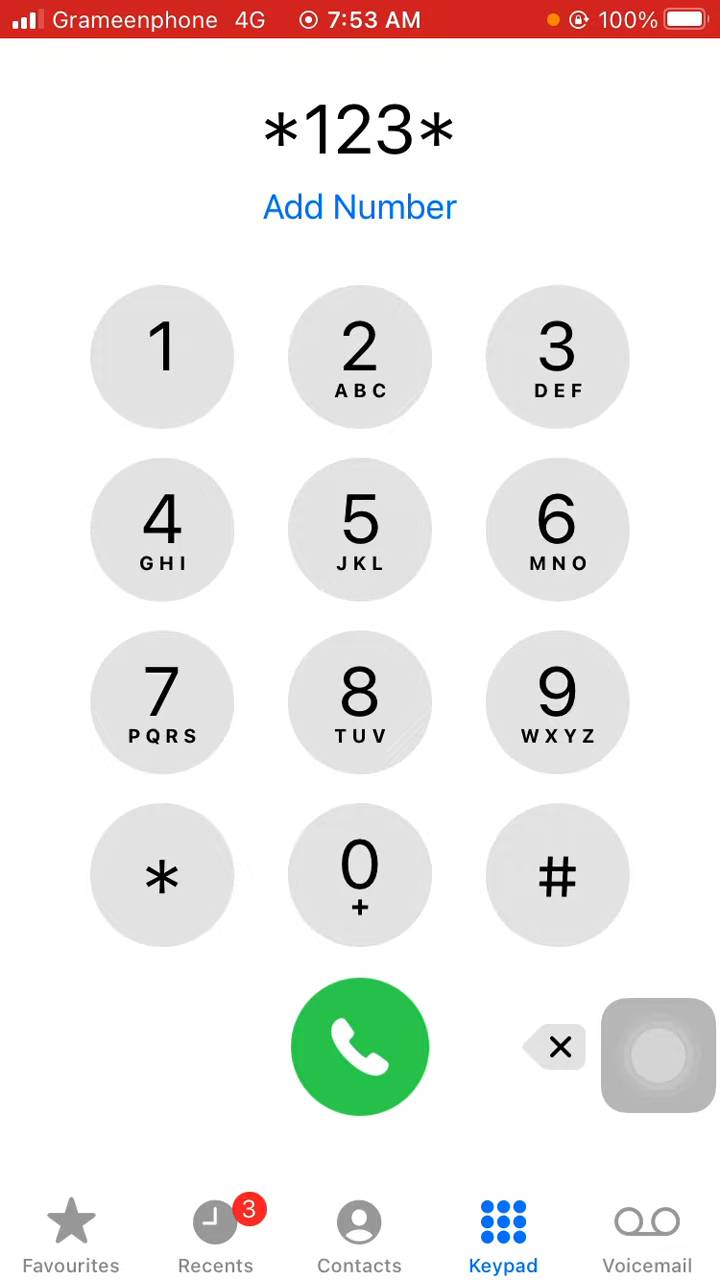 Grameenphone 4G 7:53 AM 100%
*123*
Add Number
1 2 3
ABC DEF
4 5 6
GHI JKL MNO
7 8 9
PQRS TUV WXYZ
* 0 #
+
3
Favourites Recents Contacts Keypad Voicemail